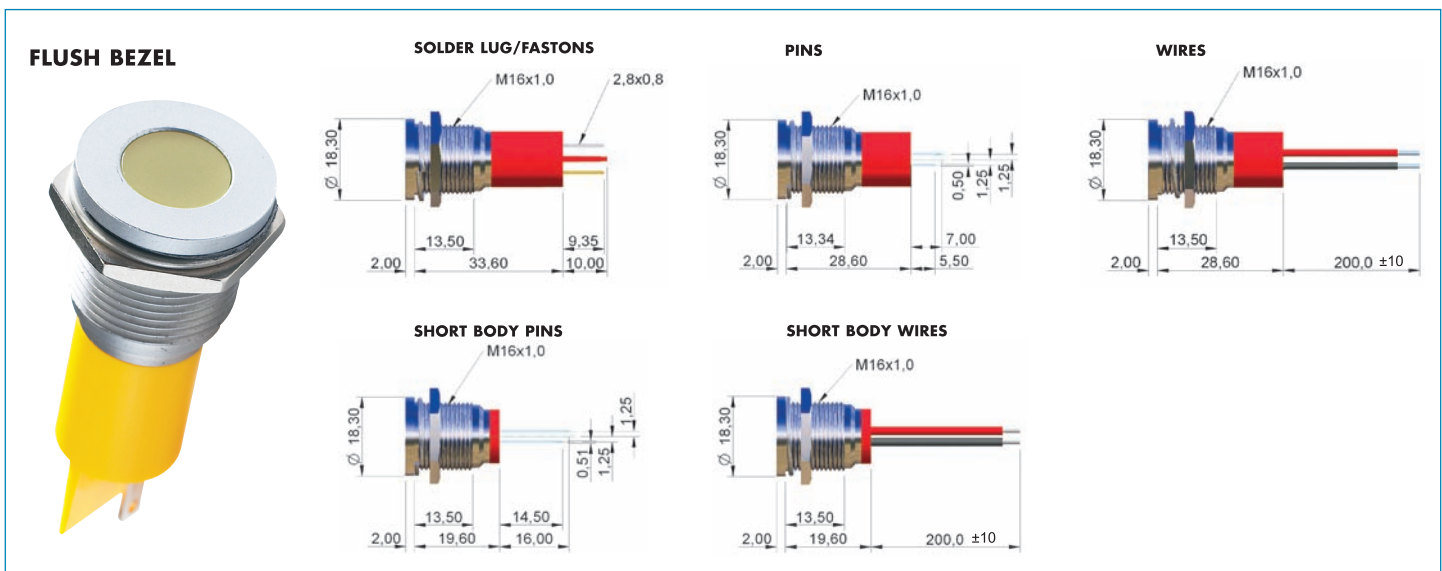 FLUSH BEZEL
SOLDER LUG/FASTONS
M16x1,0
2,8x0,8
Ø 18,30
13,50
9,35
2,00
33,60
10,00
PINS
M16x1,0
Ø 18,30
0,50
1,25
1,25
13,34
7,00
2,00
28,60
5,50
WIRES
M16x1,0
Ø 18,30
13,50
2,00
28,60
200,0 ±10
SHORT BODY PINS
M16x1,0
Ø 18,30
1,25
0,51
1,25
13,50
14,50
2,00
19,60
16,00
SHORT BODY WIRES
M16x1,0
Ø 18,30
13,50
2,00
19,60
200,0 ±10